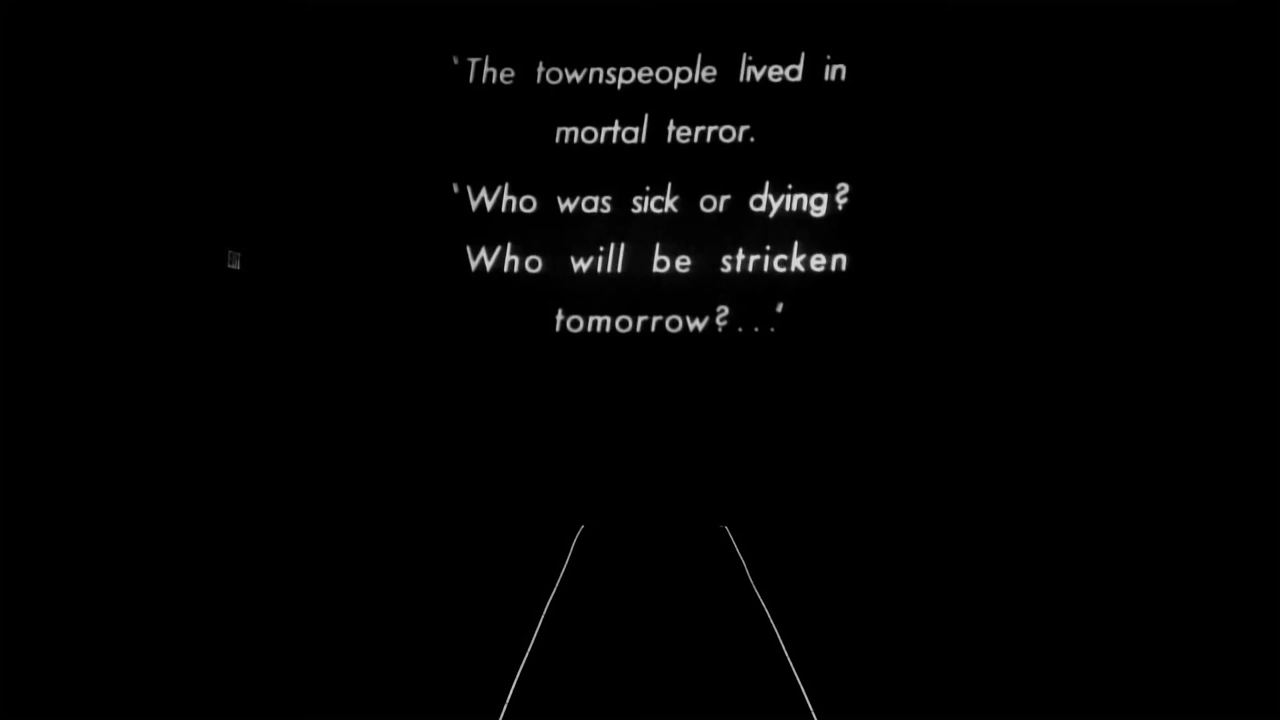 'The townspeople lived in
mortal terror.
'Who was sick or dying?
Who will be stricken
tomorrow?...'